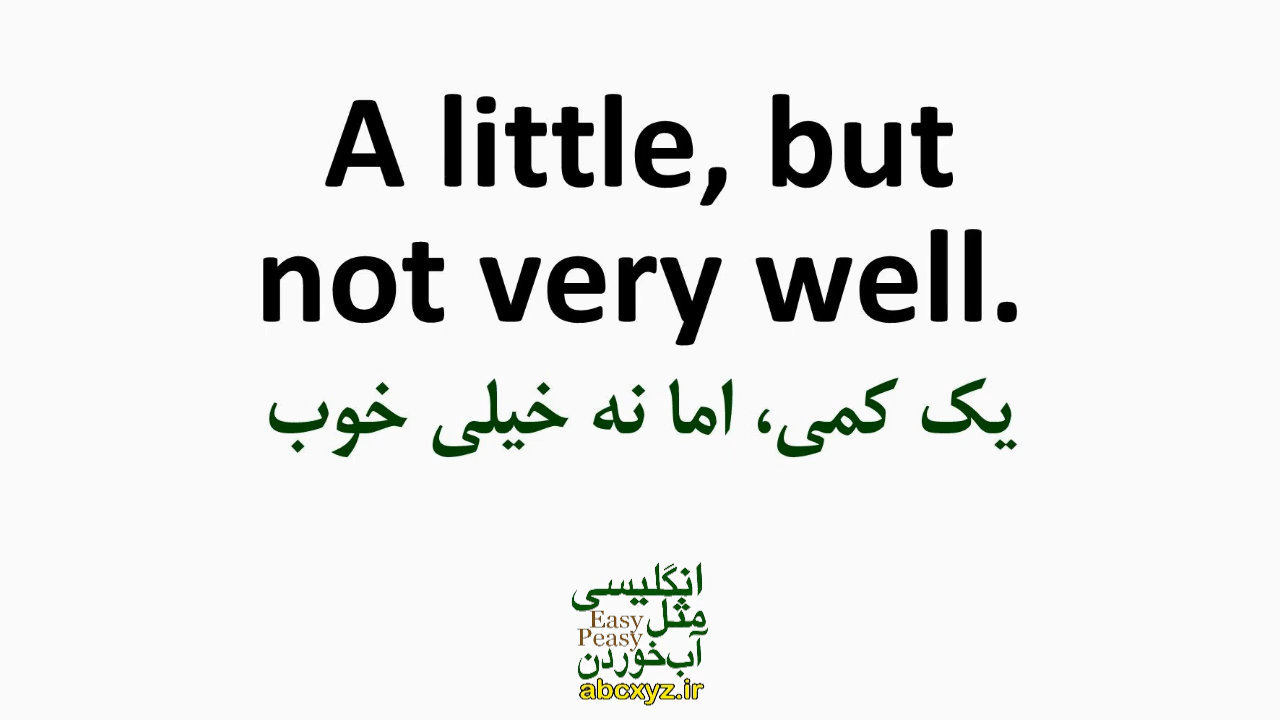 A little, but
not very well.
یک کمی، اما نه خیلی خوب
انگلیسی
مثل
Easy
Peasy
آب‌خوردن
abcxyz.ir